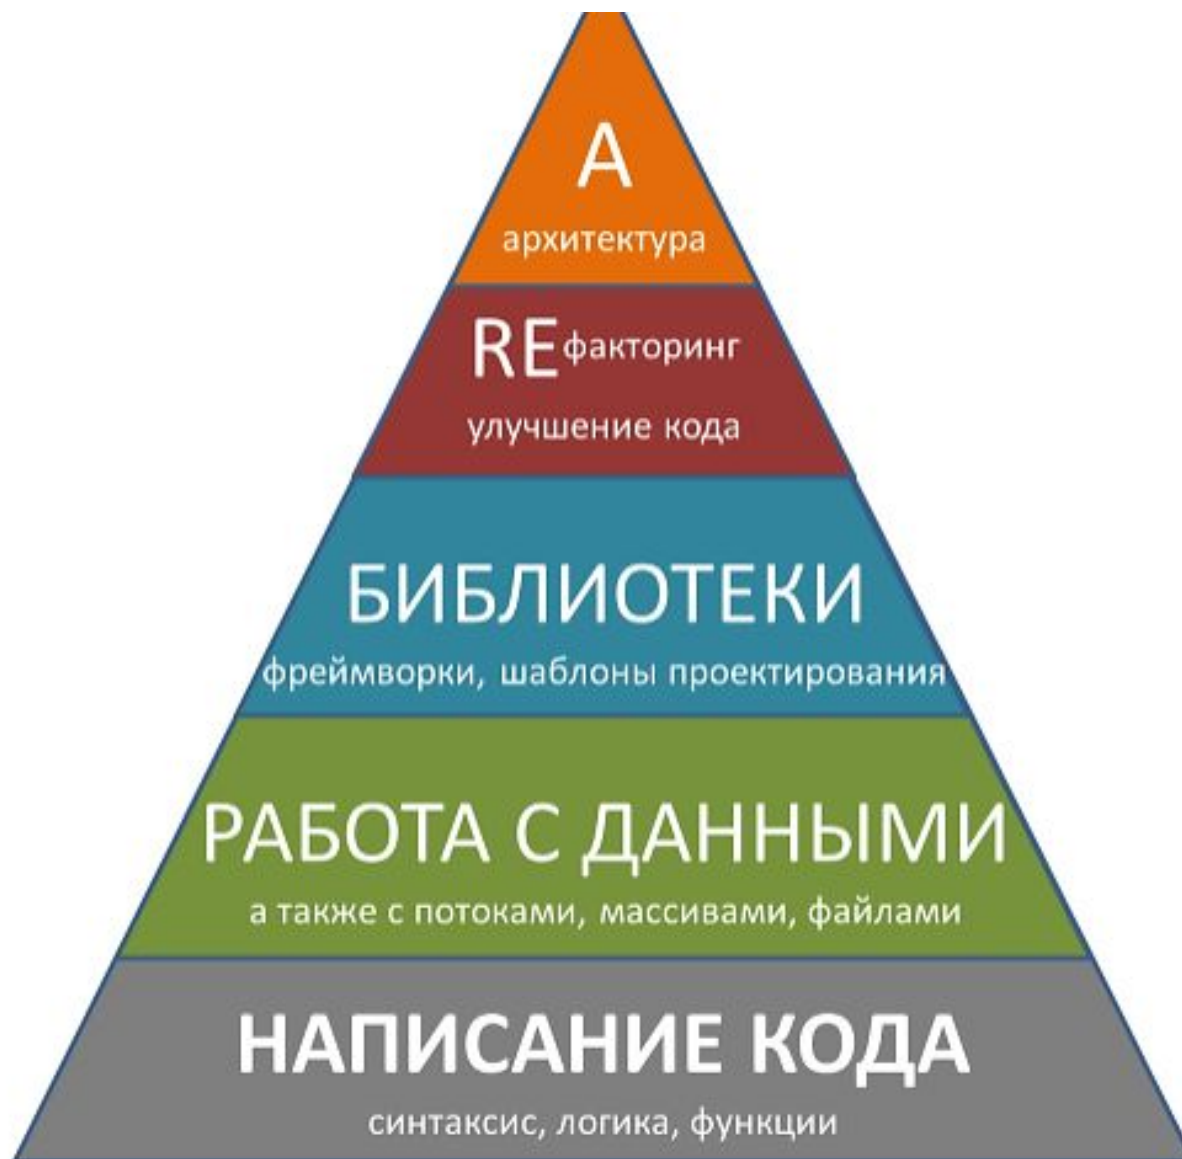 А
архитектура
REфакторинг
улучшение кода
БИБЛИОТЕКИ
фреймворки, шаблоны проектирования
РАБОТА С ДАННЫМИ
а также с потоками, массивами, файлами
НАПИСАНИЕ КОДА
синтаксис, логика, функции